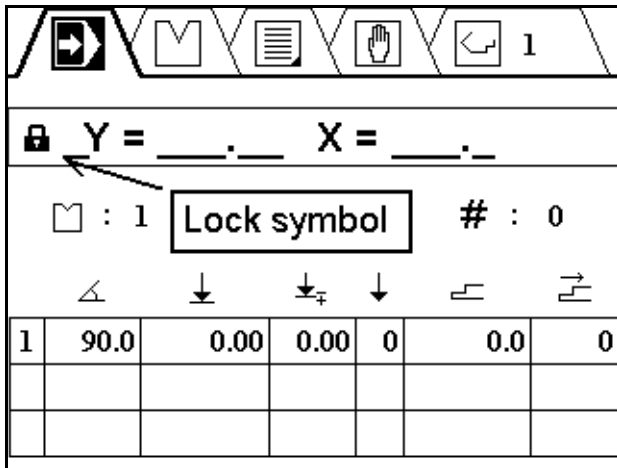 1
Y = ___.__ X = ___._
Lock symbol
: 1 # : 0
1 90.0 0.00 0.00 0 0.0 0